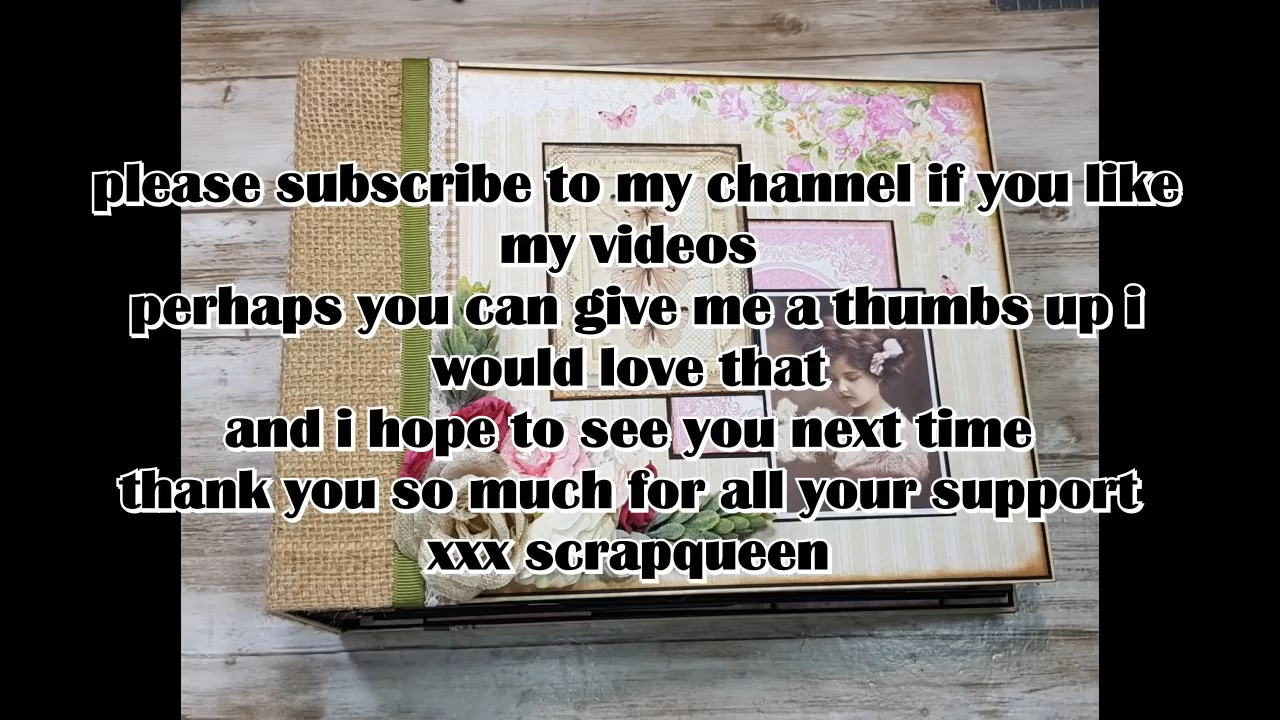 please subscribe to my channel if you like
my videos
perhaps you can give me a thumbs up i
would love that
and i hope to see you next time
thank you so much for all your support
xxx scrapqueen